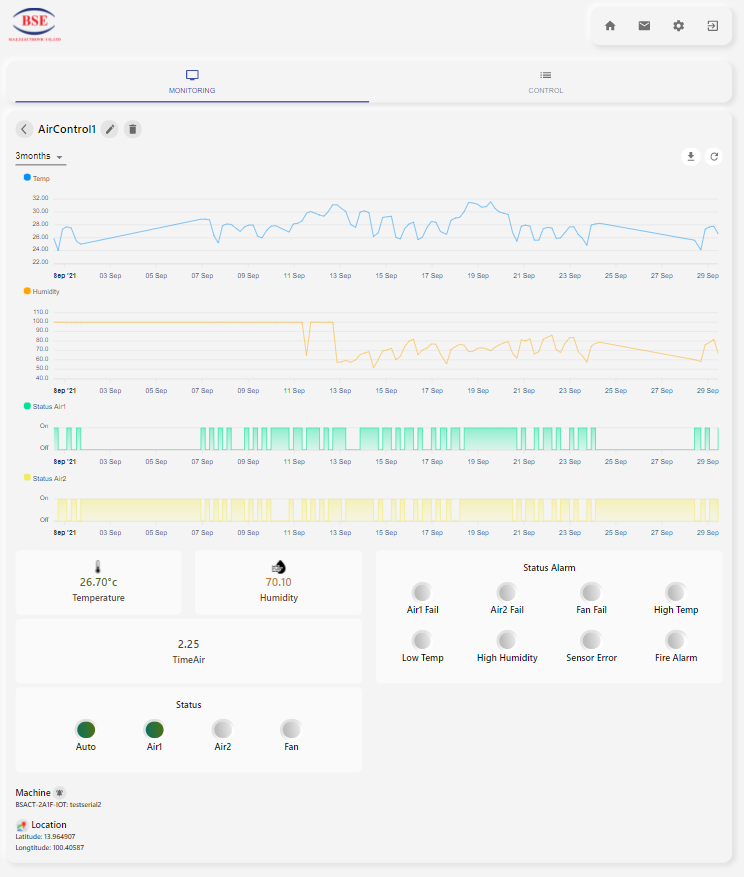 BSE
MONITORING
CONTROL
AirControl1
3months
Temp
32.00
30.00
28.00
26.00
24.00
22.00
Sep '21 03 Sep 05 Sep 07 Sep 09 Sep 11 Sep 13 Sep 15 Sep 17 Sep 19 Sep 21 Sep 23 Sep 25 Sep 27 Sep 29 Sep
Humidity
110.0
100.0
90.0
80.0
70.0
60.0
50.0
40.0
Sep '21 03 Sep 05 Sep 07 Sep 09 Sep 11 Sep 13 Sep 15 Sep 17 Sep 19 Sep 21 Sep 23 Sep 25 Sep 27 Sep 29 Sep
Status Air1
On
Off
Sep '21 03 Sep 05 Sep 07 Sep 09 Sep 11 Sep 13 Sep 15 Sep 17 Sep 19 Sep 21 Sep 23 Sep 25 Sep 27 Sep 29 Sep
Status Air2
On
Off
Sep '21 03 Sep 05 Sep 07 Sep 09 Sep 11 Sep 13 Sep 15 Sep 17 Sep 19 Sep 21 Sep 23 Sep 25 Sep 27 Sep 29 Sep
26.70°c
Temperature
70.10
Humidity
2.25
TimeAir
Status
Auto Air1 Air2 Fan
Status Alarm
Air1 Fail Air2 Fail Fan Fail High Temp
Low Temp High Humidity Sensor Error Fire Alarm
Machine
BSACT-2A1F-IOT: testserial2
Location
Latitude: 13.964907
Longtitude: 100.40587